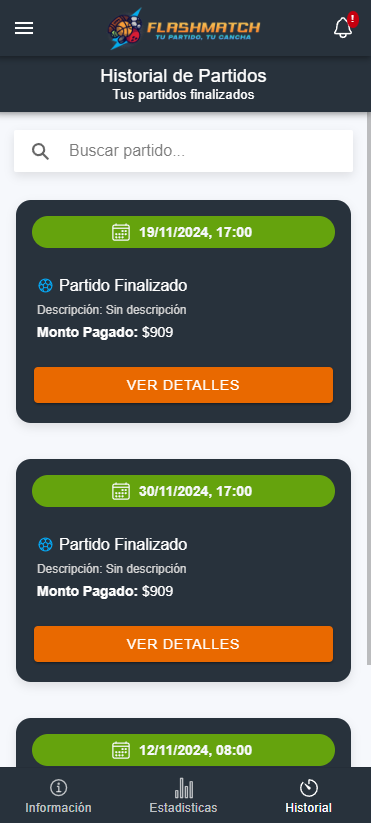 FLASHMATCH
TU PARTIDO, TU CANCHA
!
Historial de Partidos
Tus partidos finalizados
Buscar partido...
19/11/2024, 17:00
Partido Finalizado
Descripción: Sin descripción
Monto Pagado: $909
VER DETALLES
30/11/2024, 17:00
Partido Finalizado
Descripción: Sin descripción
Monto Pagado: $909
VER DETALLES
12/11/2024, 08:00
Información
Estadisticas
Historial